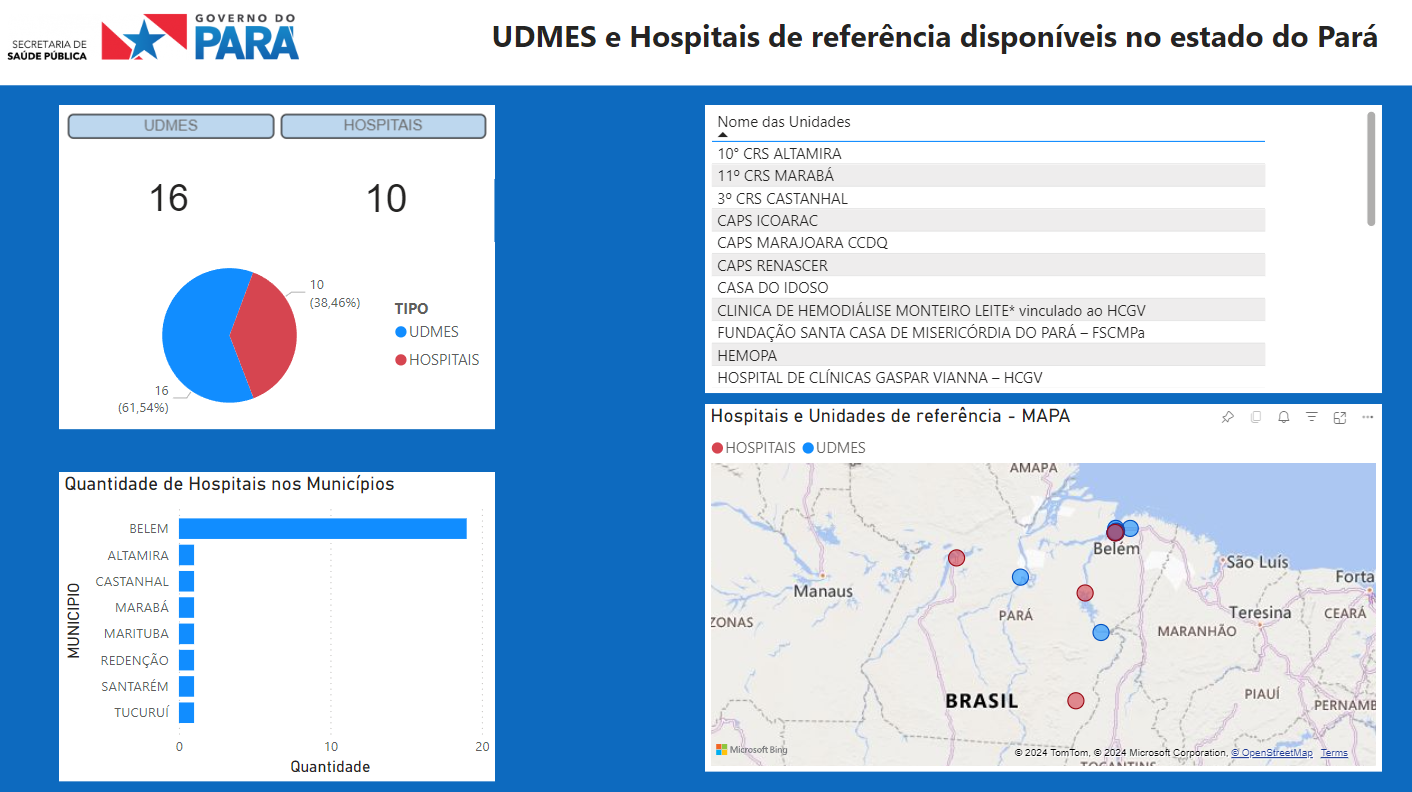 SECRETARIA DE
SAÚDE PÚBLICA
GOVERNO DO
PARÁ
UDMES e Hospitais de referência disponíveis no estado do Pará
UDMES
HOSPITAIS
16
10
10
(38,46%)
16
(61,54%)
TIPO
UDMES
HOSPITAIS
Nome das Unidades
10° CRS ALTAMIRA
11º CRS MARABÁ
3º CRS CASTANHAL
CAPS ICOARAC
CAPS MARAJOARA CCDQ
CAPS RENASCER
CASA DO IDOSO
CLINICA DE HEMODIÁLISE MONTEIRO LEITE* vinculado ao HCGV
FUNDAÇÃO SANTA CASA DE MISERICÓRDIA DO PARÁ – FSCMPa
HEMOPA
HOSPITAL DE CLÍNICAS GASPAR VIANNA – HCGV
Quantidade de Hospitais nos Municípios
MUNICIPIO
BELEM
ALTAMIRA
CASTANHAL
MARABÁ
MARITUBA
REDENÇÃO
SANTARÉM
TUCURUÍ
0 10 20
Quantidade
Hospitais e Unidades de referência - MAPA
HOSPITAIS UDMES
AMAPÁ
Belém
São Luís
Forta
Manaus
Teresina
CEARÁ
ZONAS
PARÁ
MARANHÃO
PIAUÍ
PERNAMB
BRASIL
TOCANTINS
Microsoft Bing
© 2024 TomTom, © 2024 Microsoft Corporation, © OpenStreetMap Terms